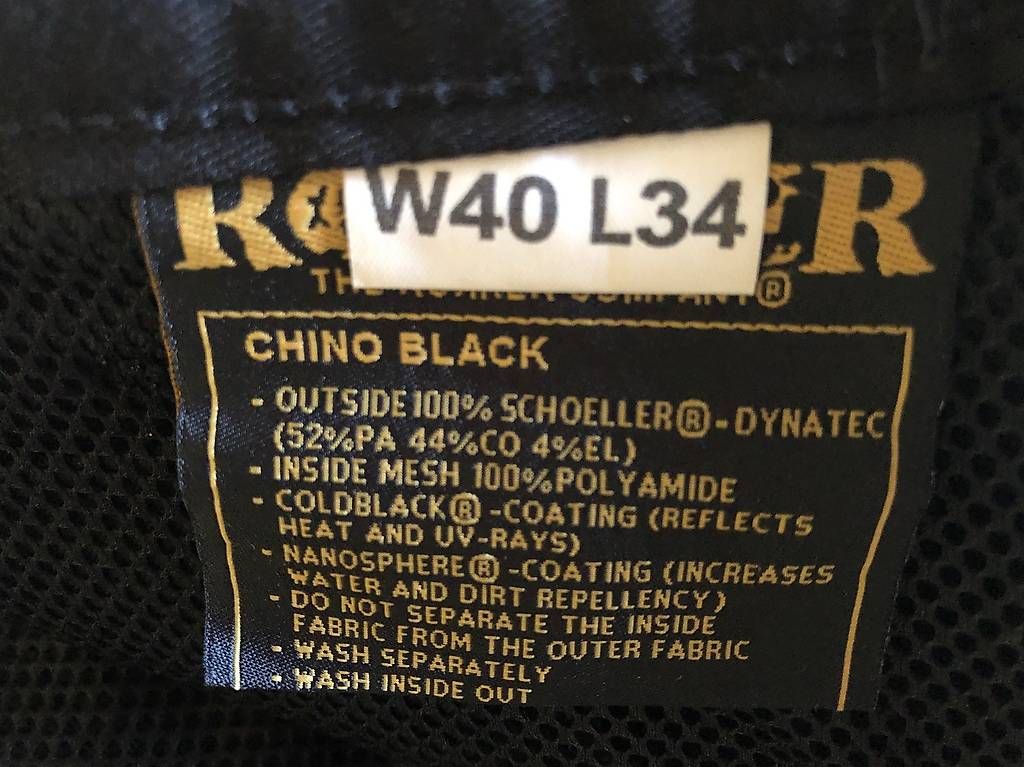 W40 L34
CHINO BLACK
- OUTSIDE 100% SCHOELLER®-DYNATEC
(52%PA 44%CO 4%EL)
- INSIDE MESH 100% POLYAMIDE
- COLDBLACK® -COATING (REFLECTS
HEAT AND UV-RAYS)
- NANOSPHERE® -COATING (INCREASES
WATER AND DIRT REPELLENCY)
- DO NOT SEPARATE THE INSIDE
FABRIC FROM THE OUTER FABRIC
- WASH SEPARATELY
- WASH INSIDE OUT